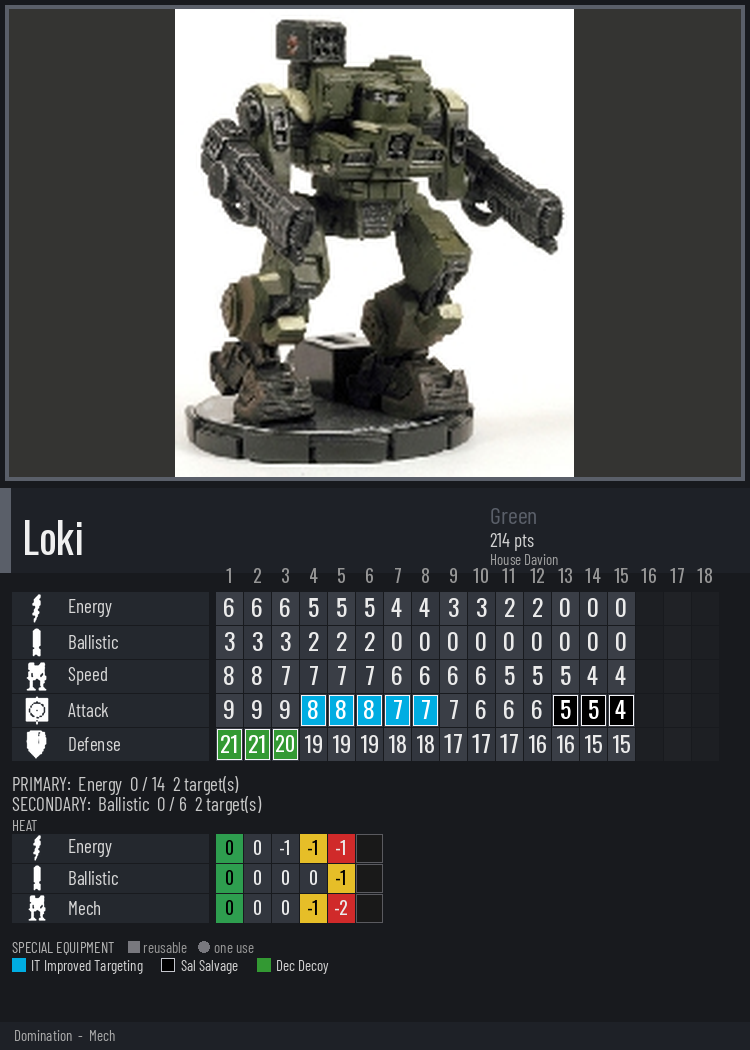 Loki
Green
214 pts
House Davion
1 2 3 4 5 6 7 8 9 10 11 12 13 14 15 16 17 18
Energy 6 6 6 5 5 5 4 4 3 3 2 2 0 0 0
Ballistic 3 3 3 2 2 2 0 0 0 0 0 0 0 0 0
Speed 8 8 7 7 7 7 6 6 6 6 5 5 5 4 4
Attack 9 9 9 8 8 8 7 7 7 6 6 6 5 5 4
Defense 21 21 20 19 19 19 18 18 17 17 17 16 16 15 15
PRIMARY: Energy 0 / 14 2 target(s)
SECONDARY: Ballistic 0 / 6 2 target(s)
HEAT
Energy 0 0 -1 -1 -1
Ballistic 0 0 0 0 -1
Mech 0 0 0 -1 -2
SPECIAL EQUIPMENT reusable one use
IT Improved Targeting Sal Salvage Dec Decoy
Domination - Mech